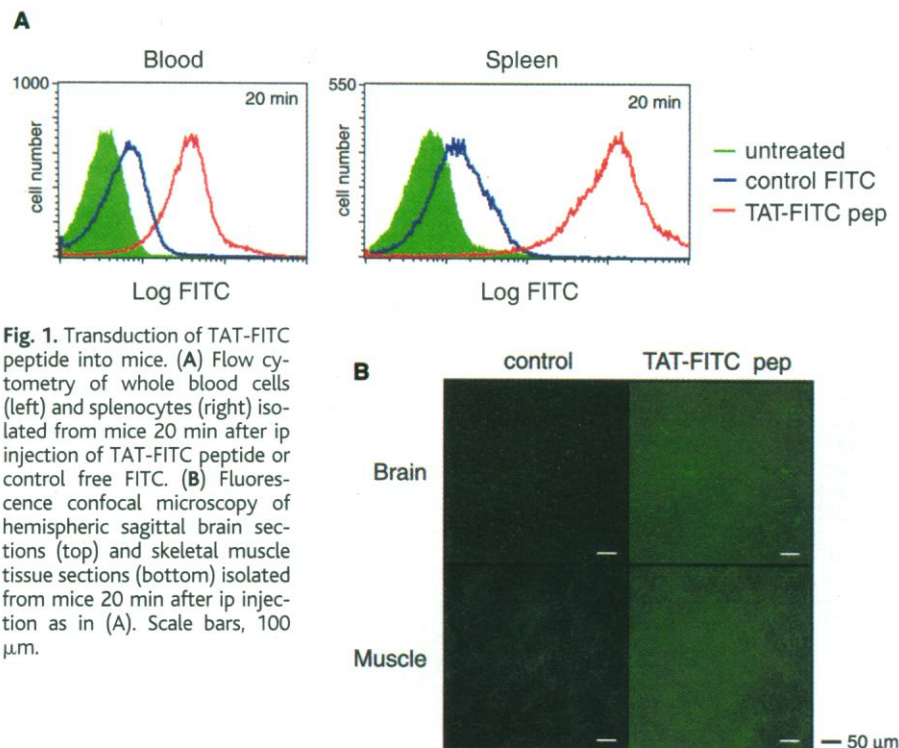 A
Blood
1000
20 min
cell number
Log FITC
Spleen
550
20 min
cell number
Log FITC
untreated
control FITC
TAT-FITC pep
Fig. 1. Transduction of TAT-FITC
peptide into mice. (A) Flow cy-
tometry of whole blood cells
(left) and splenocytes (right) iso-
lated from mice 20 min after ip
injection of TAT-FITC peptide or
control free FITC. (B) Fluores-
cence confocal microscopy of
hemispheric sagittal brain sec-
tions (top) and skeletal muscle
tissue sections (bottom) isolated
from mice 20 min after ip injec-
tion as in (A). Scale bars, 100
μm.
B
control
TAT-FITC pep
Brain
Muscle
50 μm